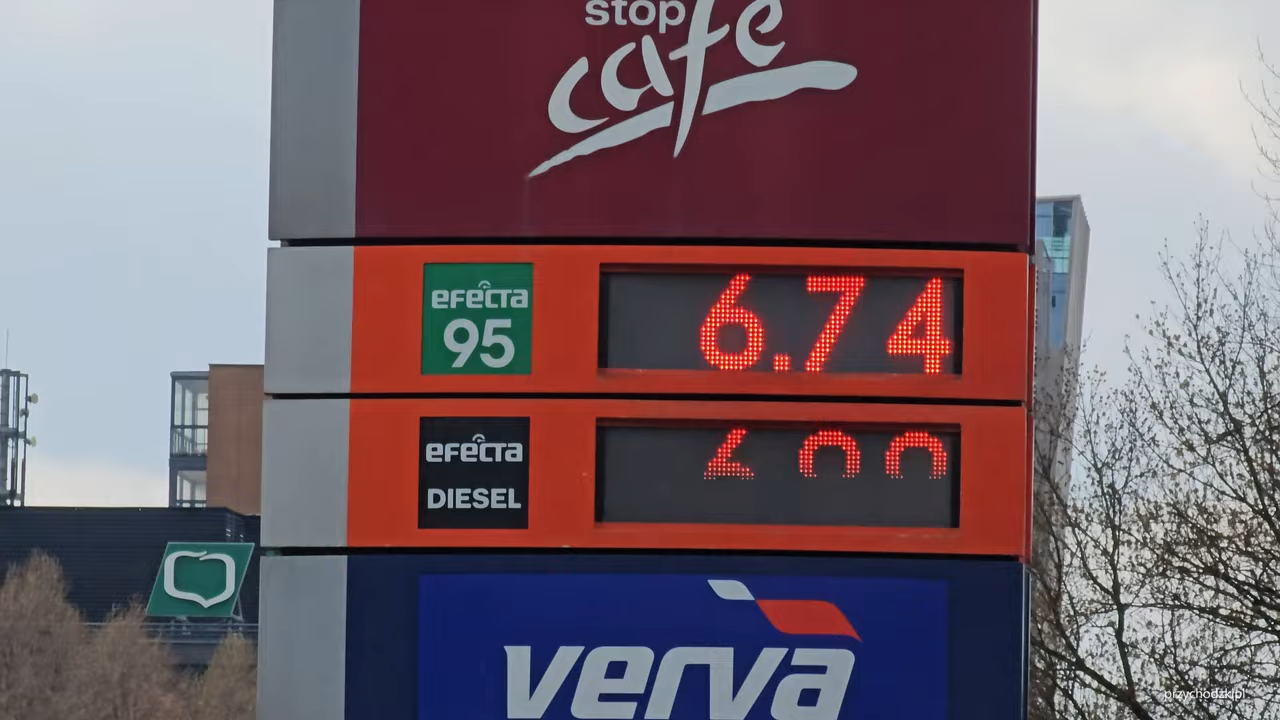 stop
cafe
efecta
95
6.74
efecta
DIESEL
verva
przychodzki.pl